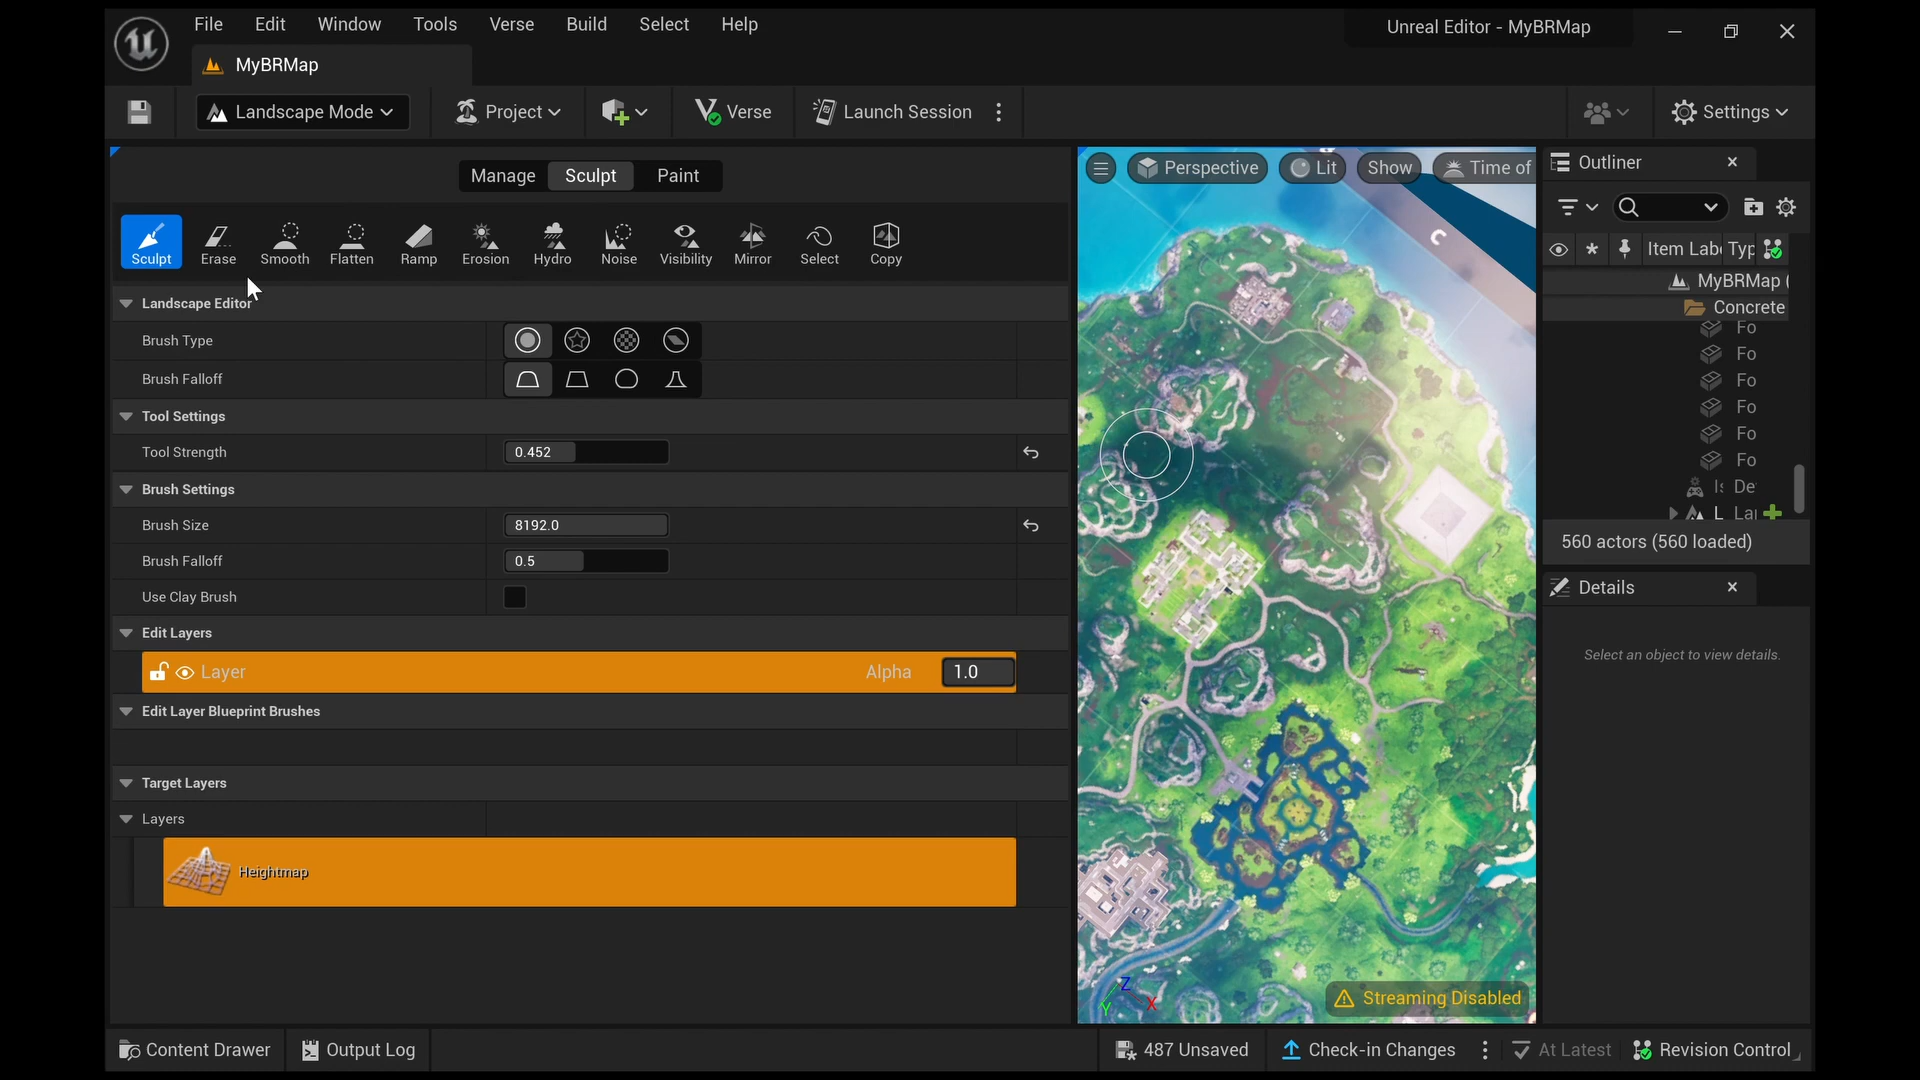 File Edit Window Tools Verse Build Select Help
Unreal Editor - MyBRMap
MyBRMap
Landscape Mode
Project
Verse
Launch Session
Settings
Manage Sculpt Paint
Sculpt Erase Smooth Flatten Ramp Erosion Hydro Noise Visibility Mirror Select Copy
Landscape Editor
Brush Type
Brush Falloff
Tool Settings
Tool Strength 0.452
Brush Settings
Brush Size 8192.0
Brush Falloff 0.5
Use Clay Brush
Edit Layers
Layer Alpha 1.0
Edit Layer Blueprint Brushes
Target Layers
Layers
Heightmap
Perspective Lit Show Time of
Z
X
Y
Streaming Disabled
Outliner
Item Lab Typ
MyBRMap (
Concrete
Fo
Fo
Fo
Fo
Fo
Fo
Is De
L Lan
560 actors (560 loaded)
Details
Select an object to view details.
Content Drawer Output Log 487 Unsaved Check-in Changes At Latest Revision Control